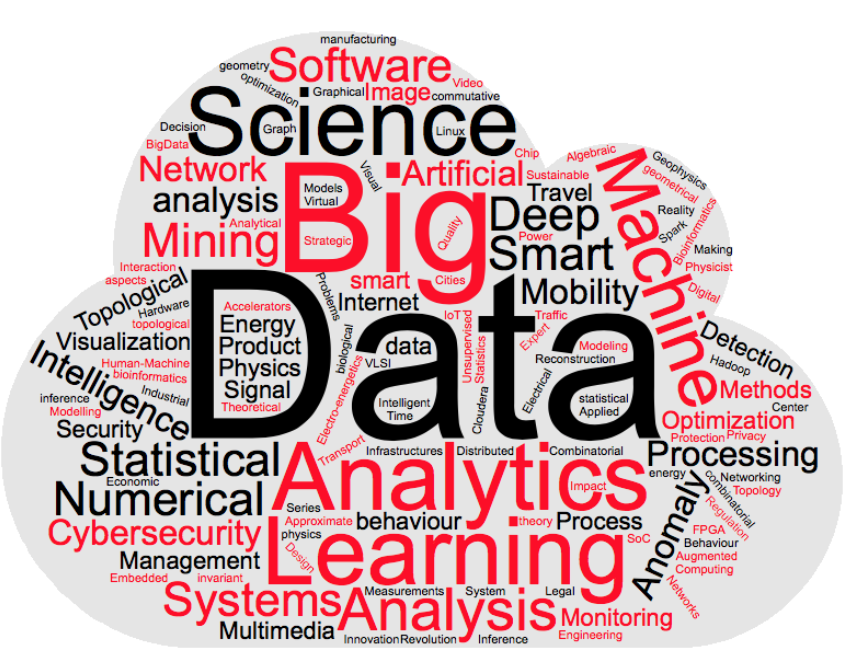 manufacturing
Software
geometry
optimization
Graphical
Image
Video
commutative
Science
Decision
Graph
Linux
BigData
Network
Visual
Big
Artificial
Chip
Algebraic
Sustainable
Machine
Geophysics
geometrical
Models
Virtual
analysis
Travel
Reality
Analytical
Quality
Deep
Spark
Bioinformatics
Mining
Strategic
Power
Smart
Making
Physicist
Interaction
aspects
Topological
Data
Problems
smart
Cities
Mobility
Digital
Hardware
Accelerators
Internet
IoT
Traffic
topological
Energy
Expert
Visualization
Product
biological
data
Unsupervised
Statistics
Modeling
Detection
Human-Machine
bioinformatics
Physics
VLSI
Reconstruction
Hadoop
Intelligence
Industrial
Signal
Electro-energetics
Cloudera
Electrical
Methods
inference
Modelling
Theoretical
Intelligent
Time
statistical
Applied
Center
Security
Optimization
Protection
Privacy
Statistical
Transport
Infrastructures
Distributed
Combinatorial
Processing
Analytics
Economic
energy
Networking
combinatorial
Topology
Numerical
Impact
Anomaly
Regulation
Series
Approximate
behaviour
theory
Process
Cybersecurity
physics
Learning
SoC
FPGA
Behaviour
Management
Design
Augmented
Computing
Embedded
invariant
Networks
Systems
Measurements
System
Legal
Analysis
Monitoring
Multimedia
Innovation
Revolution
Inference
Engineering